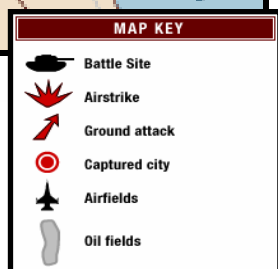 MAP KEY
Battle Site
Airstrike
Ground attack
Captured city
Airfields
Oil fields